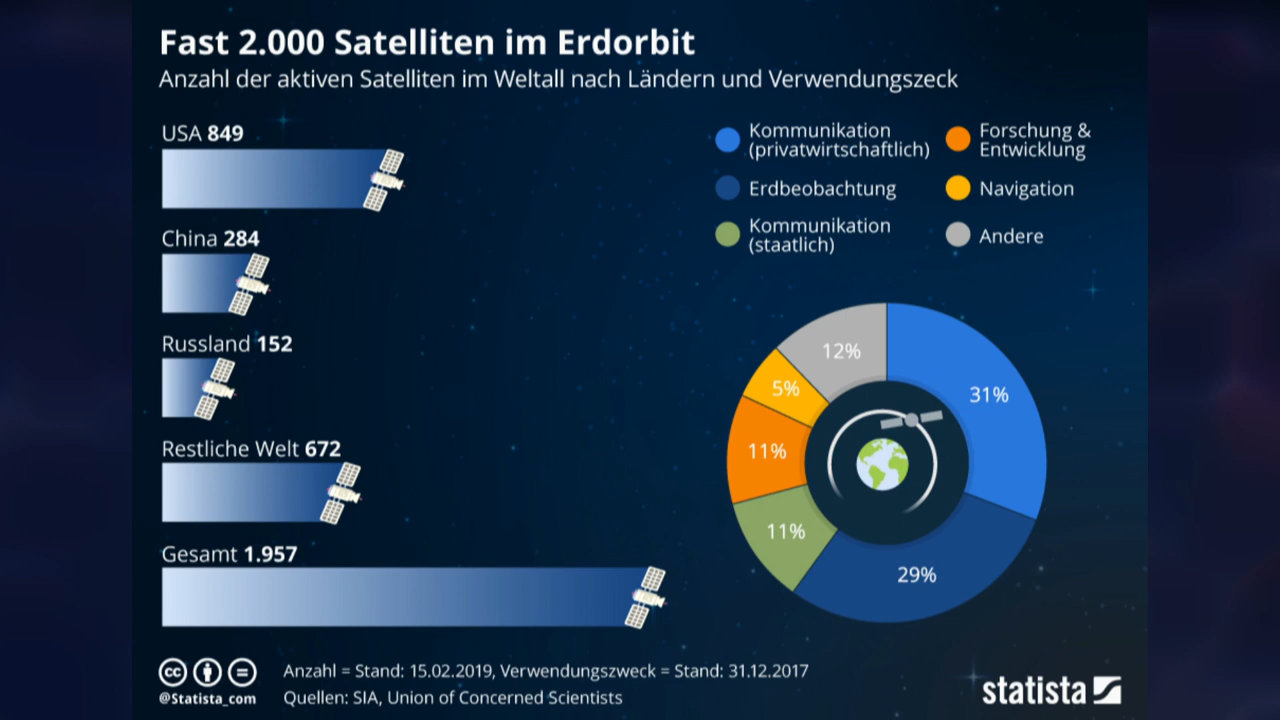 Fast 2.000 Satelliten im Erdorbit
Anzahl der aktiven Satelliten im Weltall nach Ländern und Verwendungszeck
USA 849
China 284
Russland 152
Restliche Welt 672
Gesamt 1.957
Kommunikation
(privatwirtschaftlich)
Erdbeobachtung
Kommunikation
(staatlich)
Forschung &
Entwicklung
Navigation
Andere
12%
31%
5%
11%
11%
29%
cc
@Statista_com
Anzahl = Stand: 15.02.2019, Verwendungszweck = Stand: 31.12.2017
Quellen: SIA, Union of Concerned Scientists
statista